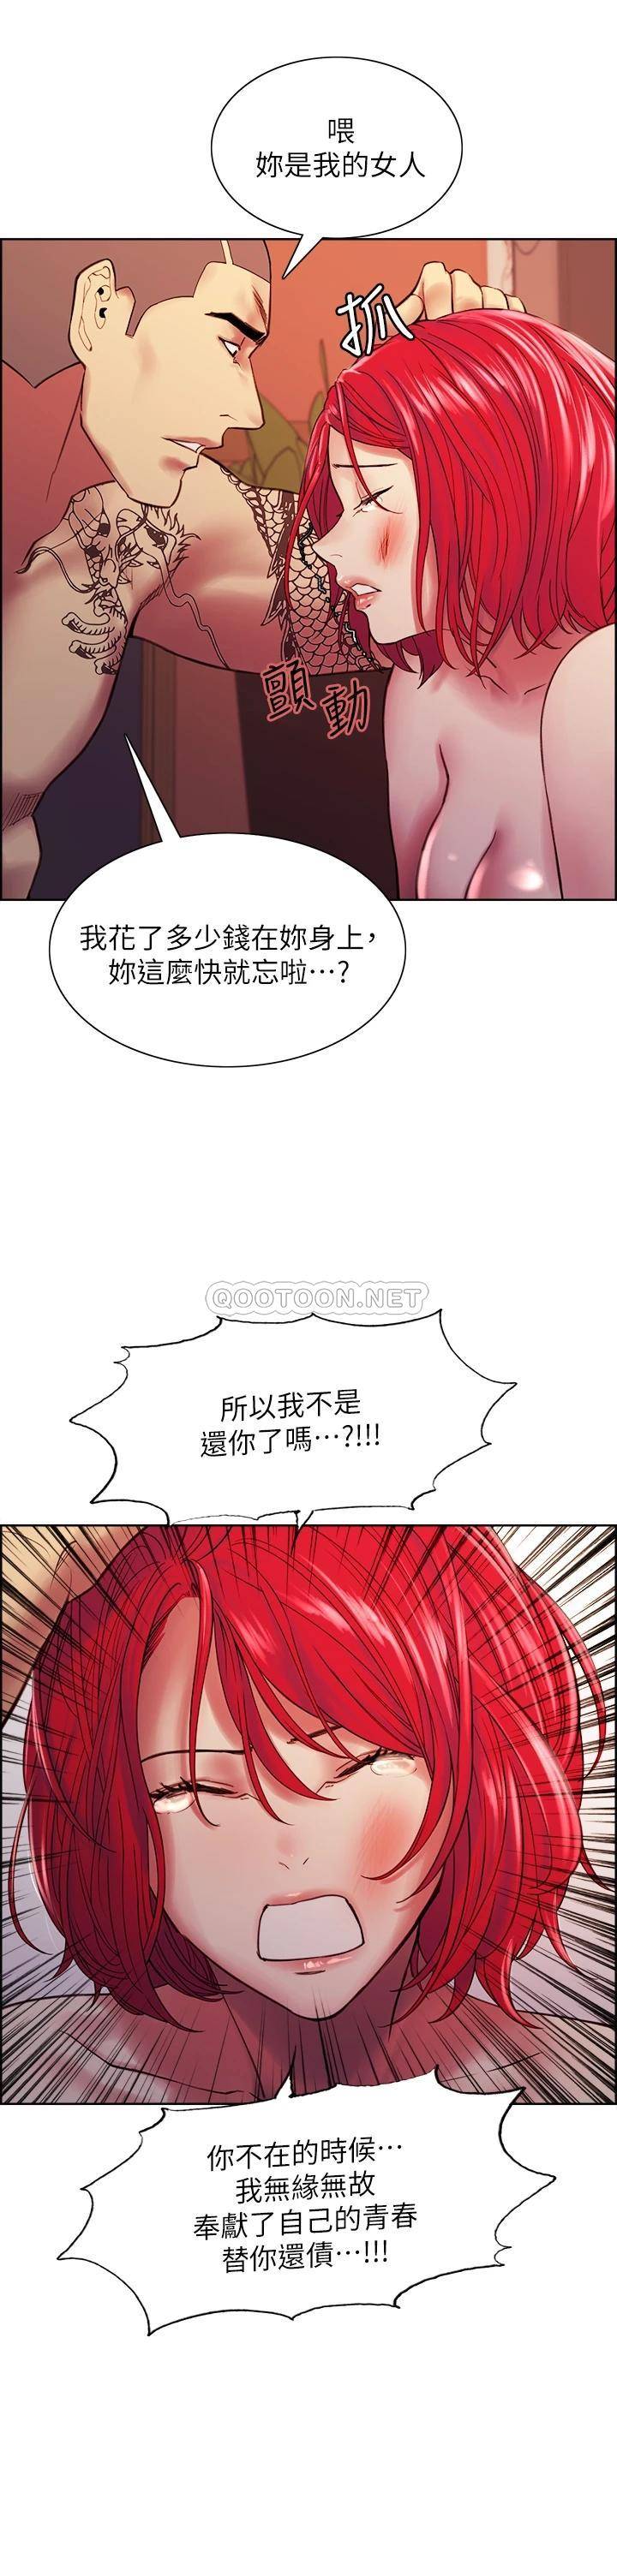 喂
妳是我的女人
抓
顫動
我花了多少錢在妳身上，
妳這麼快就忘啦⋯?
QOOTOON.NET
所以我不是
還你了嗎⋯?!!!
你不在的時候⋯
我無緣無故
奉獻了自己的青春
替你還債⋯!!!